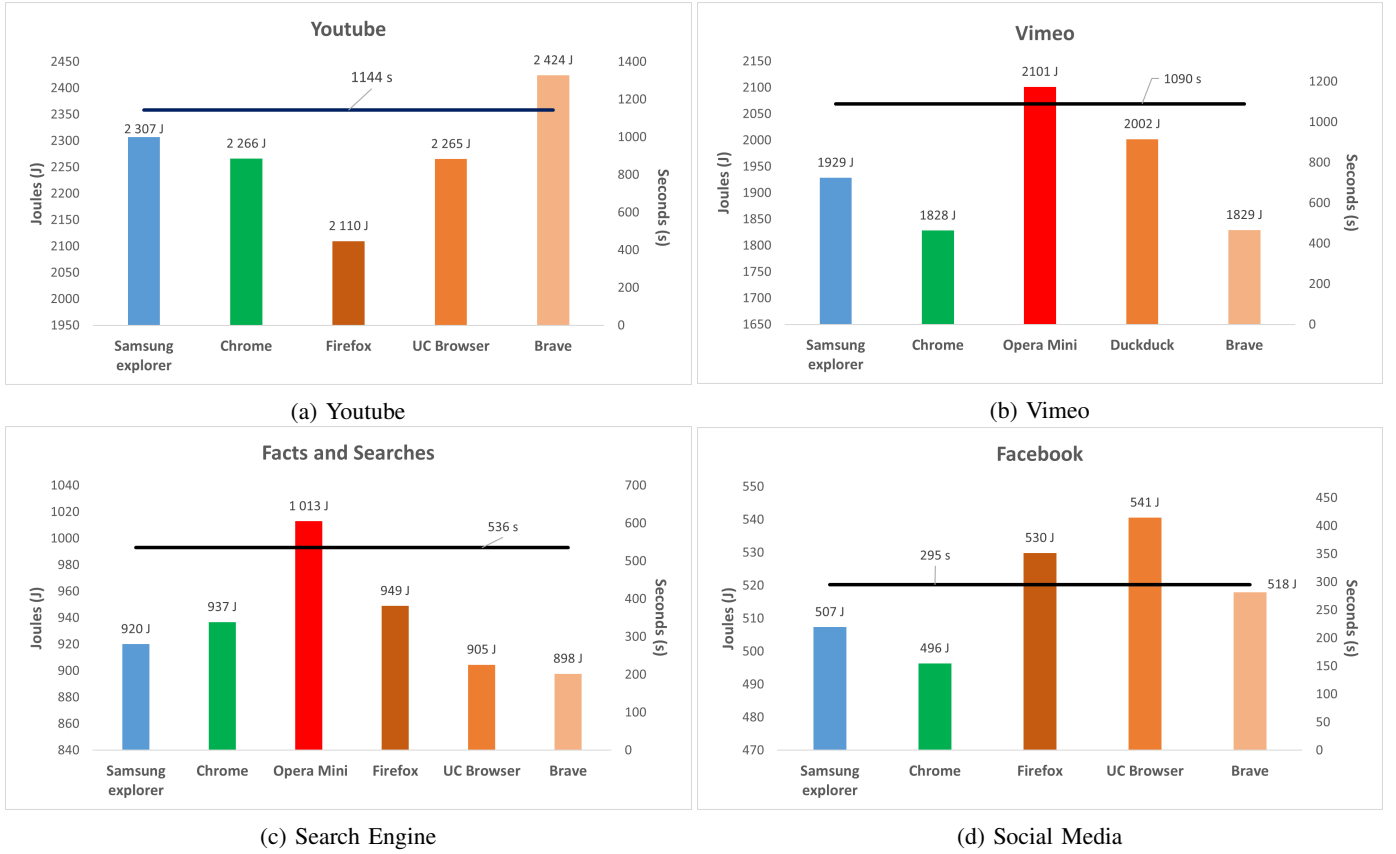 Youtube
2450
2400
2350
2300
2250
2200
2150
2100
2050
2000
1950
Joules (J)
1400
1200
1000
800
600
400
200
0
Seconds (s)
1144 s
2 307 J
2 266 J
2 110 J
2 265 J
2 424 J
Samsung explorer
Chrome
Firefox
UC Browser
Brave
(a) Youtube
Vimeo
2150
2100
2050
2000
1950
1900
1850
1800
1750
1700
1650
Joules (J)
1200
1000
800
600
400
200
0
Seconds (s)
1090 s
1929 J
1828 J
2101 J
2002 J
1829 J
Samsung explorer
Chrome
Opera Mini
Duckduck
Brave
(b) Vimeo
Facts and Searches
1040
1020
1000
980
960
940
920
900
880
860
840
Joules (J)
700
600
500
400
300
200
100
0
Seconds (s)
536 s
920 J
937 J
1 013 J
949 J
905 J
898 J
Samsung explorer
Chrome
Opera Mini
Firefox
UC Browser
Brave
(c) Search Engine
Facebook
550
540
530
520
510
500
490
480
470
Joules (J)
450
400
350
300
250
200
150
100
50
0
Seconds (s)
295 s
507 J
496 J
530 J
541 J
518 J
Samsung explorer
Chrome
Firefox
UC Browser
Brave
(d) Social Media